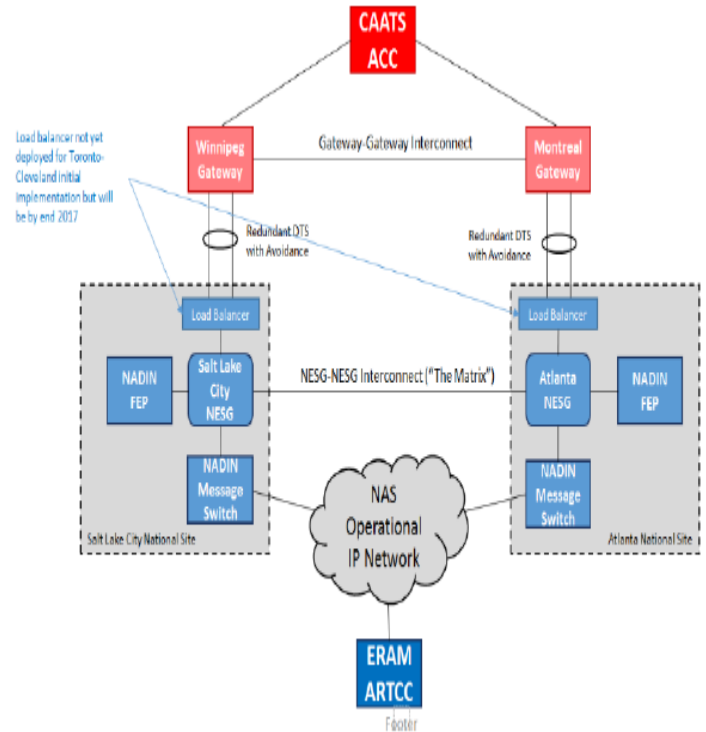 CAATS
ACC
Load balancer not yet
deployed for Toronto-
Cleveland initial
implementation but will
be by end 2017
Winnipeg
Gateway
Gateway-Gateway Interconnect
Montreal
Gateway
Redundant DTS
with Avoidance
Redundant DTS
with Avoidance
Load Balancer
Load Balancer
NADIN
FEP
Salt Lake
City
NESG
NESG-NESG Interconnect ("The Matrix")
Atlanta
NESG
NADIN
FEP
NADIN
Message
Switch
NAS
Operational
IP Network
NADIN
Message
Switch
Salt Lake City National Site
Atlanta National Site
ERAM
ARTCC
Footer